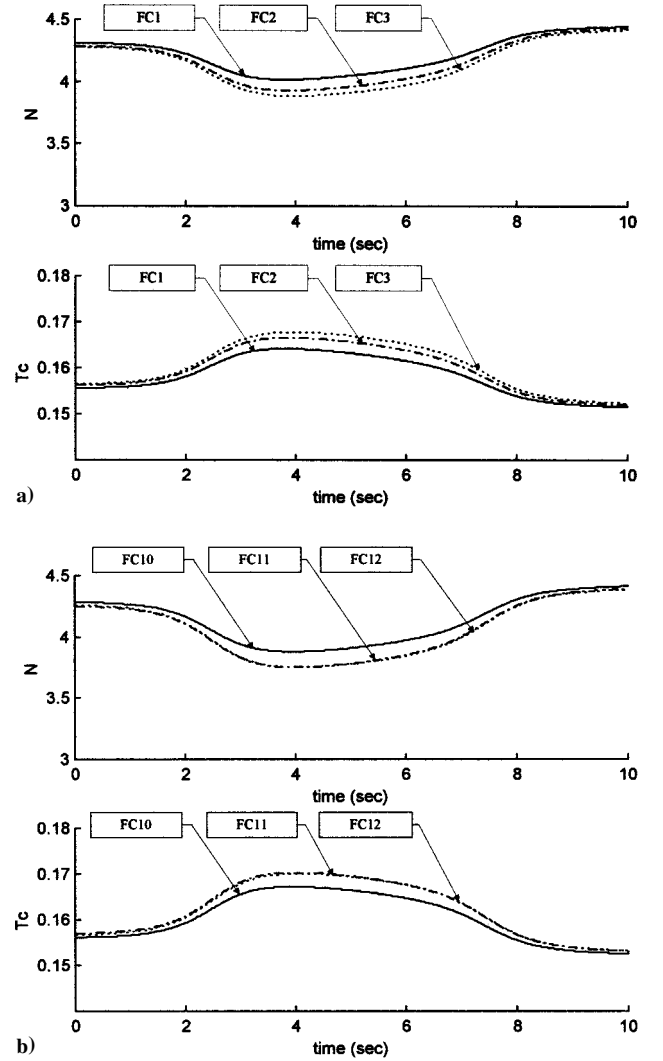 4.5
4
3.5
3
N
FC1 FC2 FC3
0 2 4 6 8 10
time (sec)
0.18
0.17
0.16
0.15
Tc
FC1 FC2 FC3
0 2 4 6 8 10
time (sec)
a)
4.5
4
3.5
3
N
FC10 FC11 FC12
0 2 4 6 8 10
time (sec)
0.18
0.17
0.16
0.15
Tc
FC10 FC11 FC12
0 2 4 6 8 10
time (sec)
b)